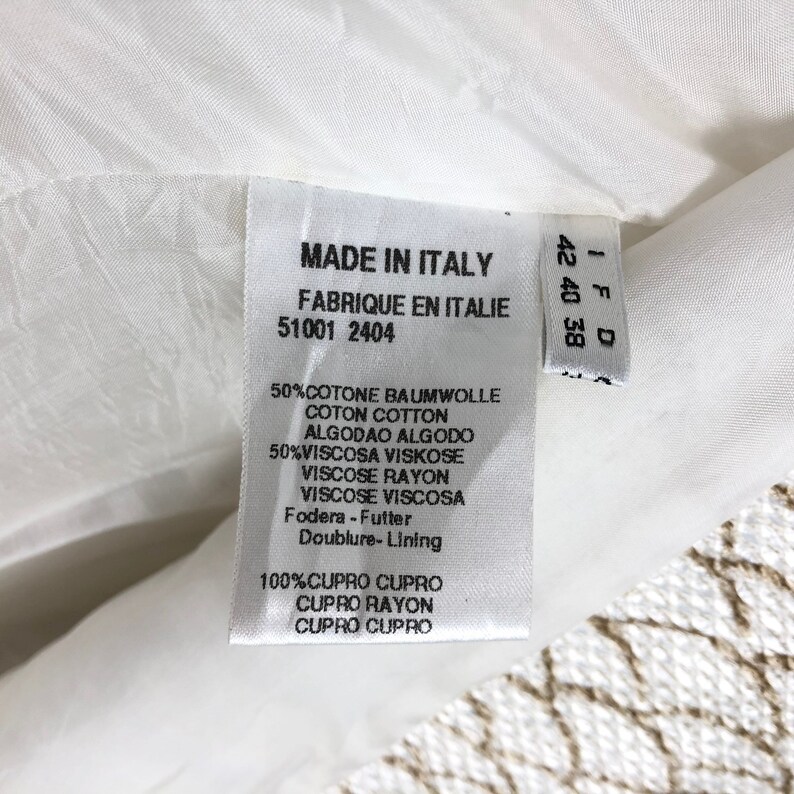 MADE IN ITALY
FABRIQUE EN ITALIE
51001 2404
50%COTONE BAUMWOLLE
COTON COTTON
ALGODAO ALGODO
50%VISCOSA VISKOSE
VISCOSE RAYON
VISCOSE VISCOSA
Fodera - Futter
Doublure- Lining
100%CUPRO CUPRO
CUPRO RAYON
CUPRO CUPRO
I F D
42 40 38